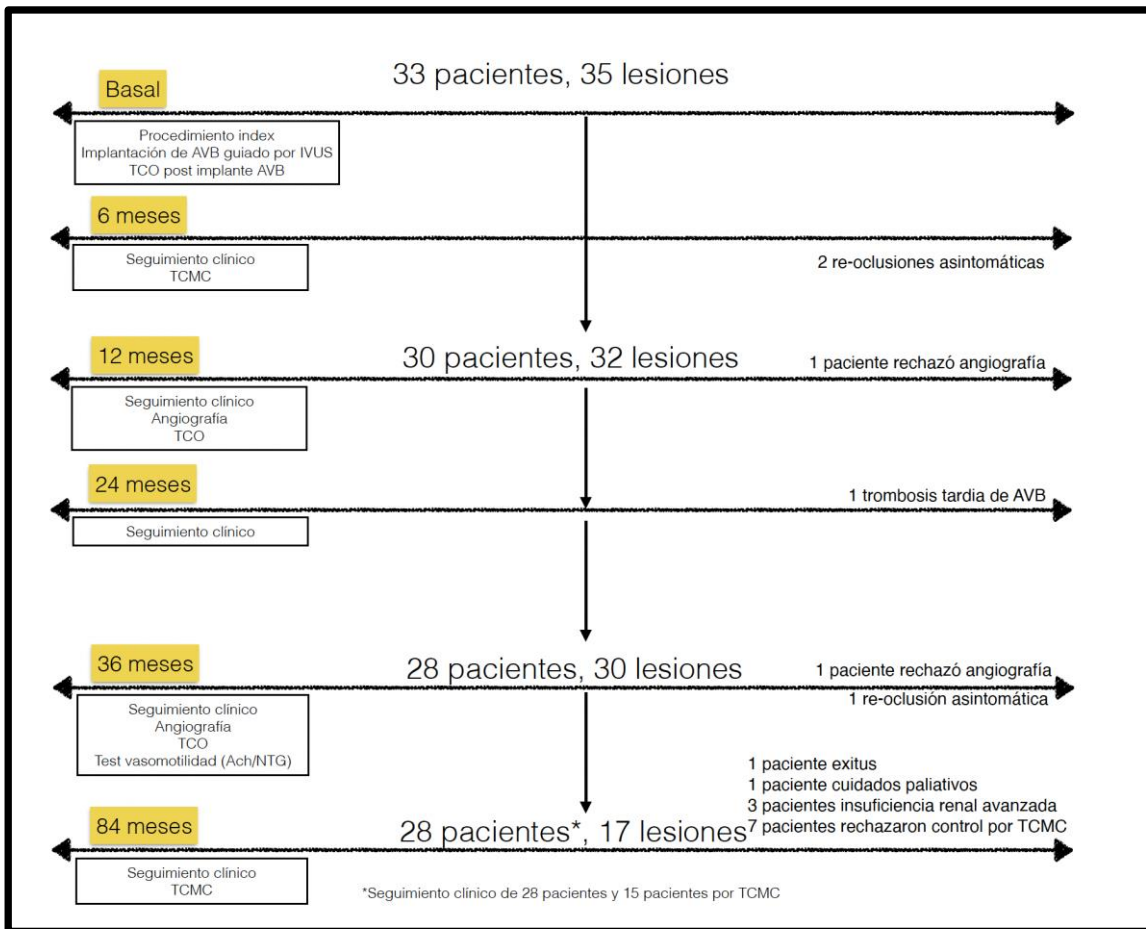 33 pacientes, 35 lesiones
Basal
Procedimiento index
Implantación de AVB guiado por IVUS
TCO post implante AVB
6 meses
Seguimiento clínico
TCMC
2 re-oclusiones asintomáticas
12 meses
30 pacientes, 32 lesiones
1 paciente rechazó angiografía
Seguimiento clínico
Angiografía
TCO
24 meses
1 trombosis tardia de AVB
Seguimiento clínico
36 meses
28 pacientes, 30 lesiones
1 paciente rechazó angiografía
1 re-oclusión asintomática
Seguimiento clínico
Angiografía
TCO
Test vasomotilidad (Ach/NTG)
1 paciente exitus
1 paciente cuidados paliativos
3 pacientes insuficiencia renal avanzada
7 pacientes rechazaron control por TCMC
84 meses
28 pacientes*, 17 lesiones
Seguimiento clínico
TCMC
*Seguimiento clínico de 28 pacientes y 15 pacientes por TCMC